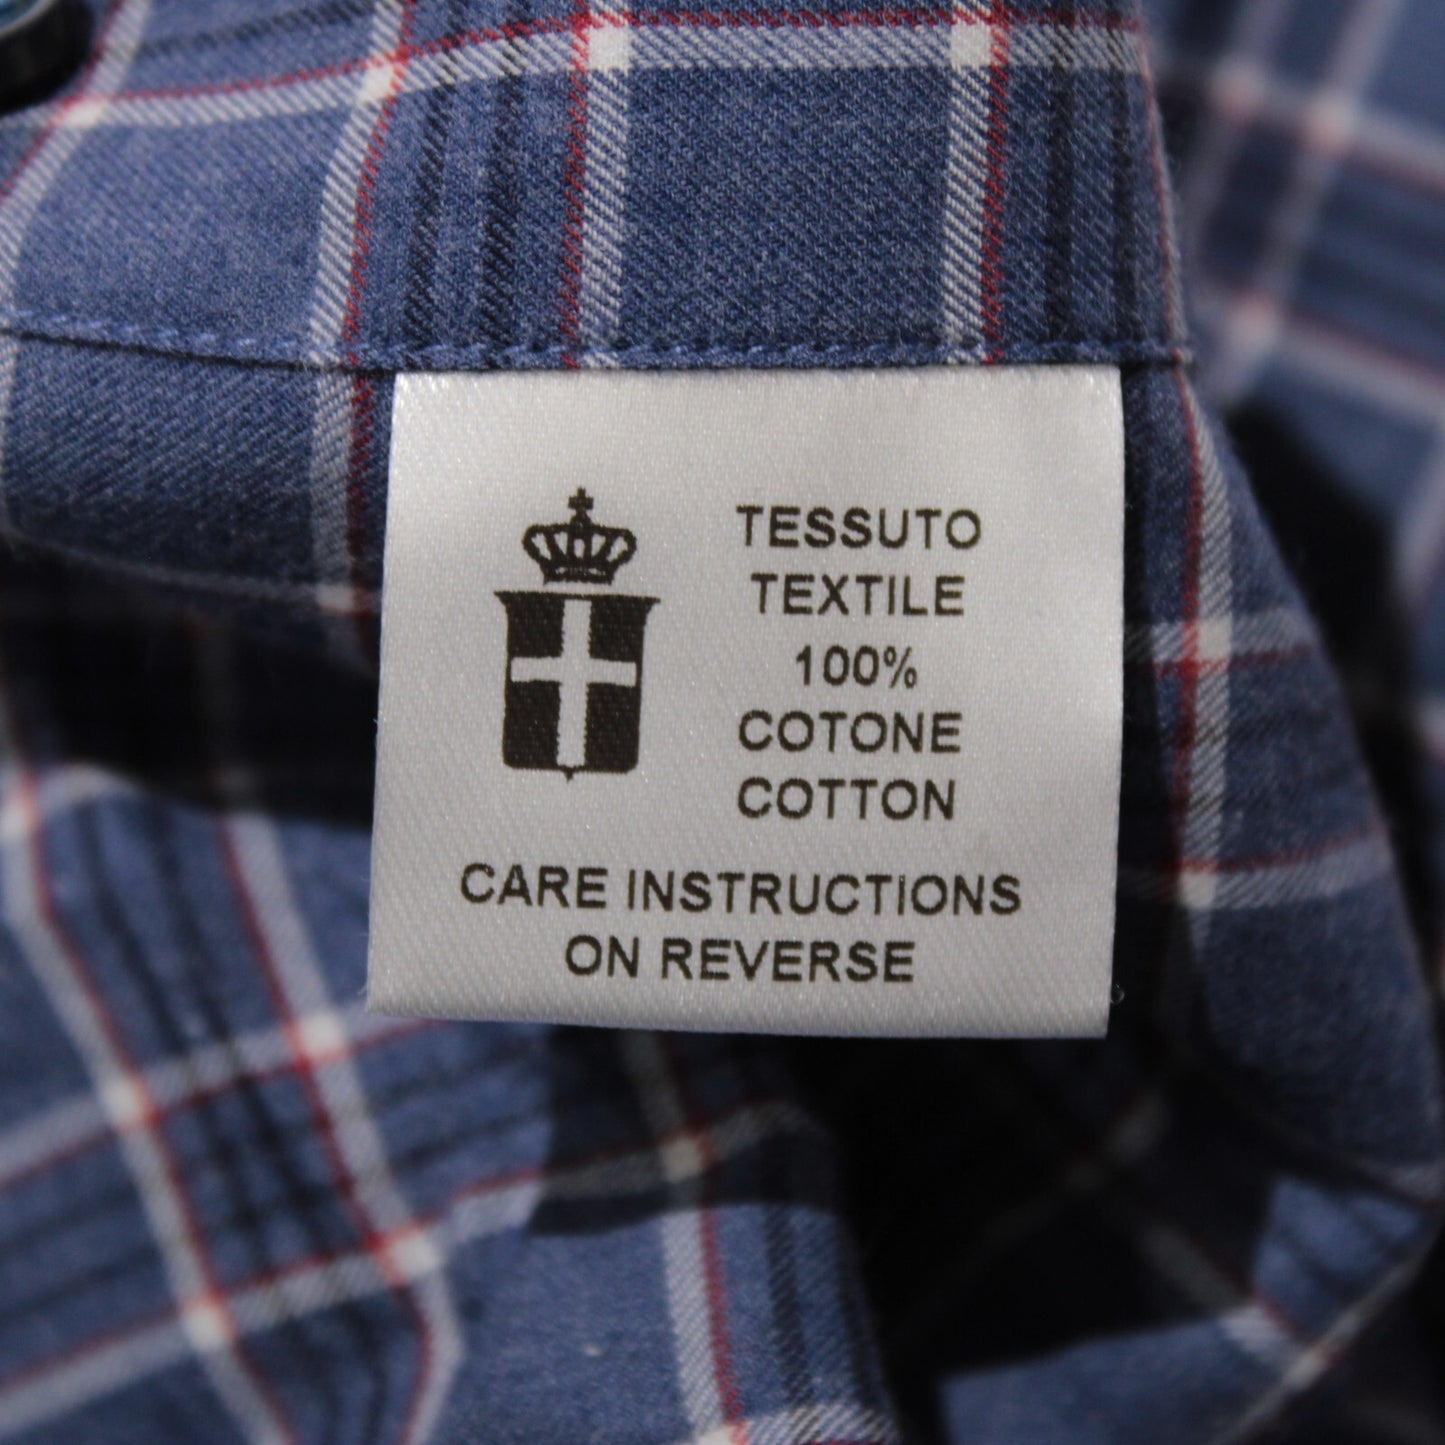 TESSUTO
TEXTILE
100%
COTONE
COTTON
CARE INSTRUCTIONS
ON REVERSE